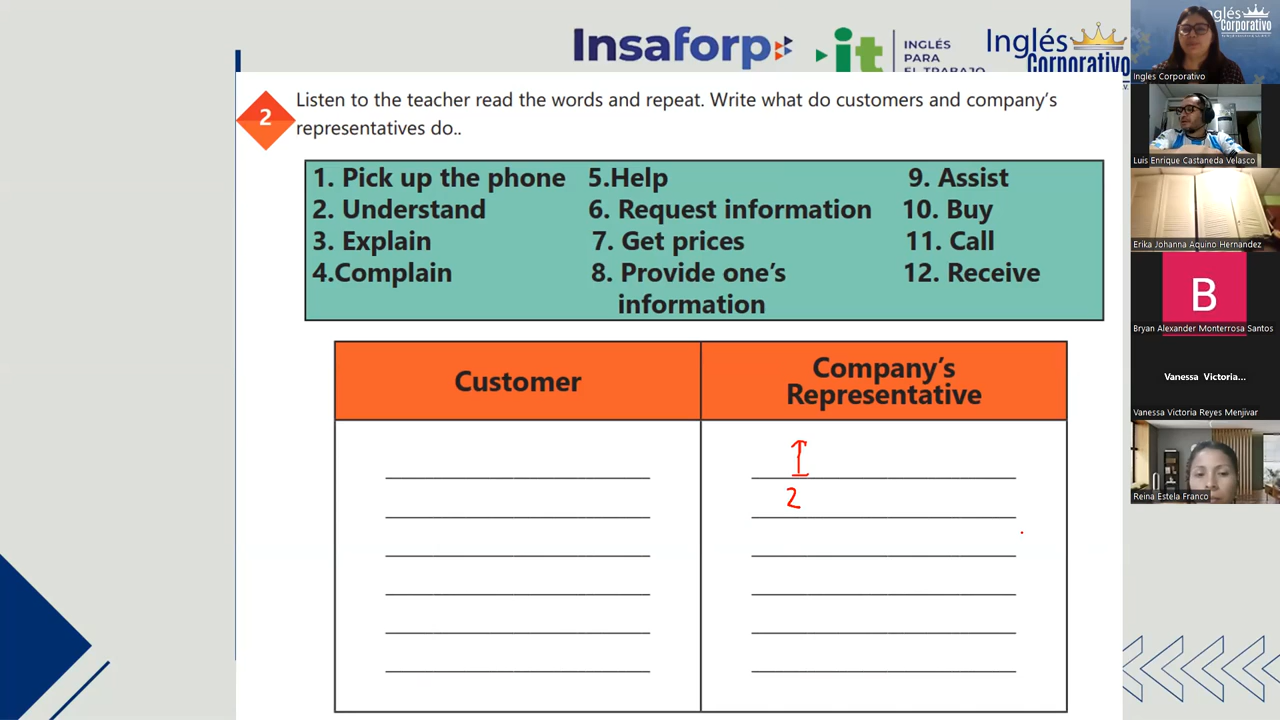 Insaforp
it
INGLÉS
PARA
EL TRABAJO
Inglés
Corporativo
2
Listen to the teacher read the words and repeat. Write what do customers and company's
representatives do..
1. Pick up the phone
2. Understand
3. Explain
4.Complain
5.Help
6. Request information
7. Get prices
8. Provide one's
information
9. Assist
10. Buy
11. Call
12. Receive
Customer
Company's
Representative
1
2
Inglés
Corporativo
Ingles Corporativo
Luis Enrique Castaneda Velasco
Erika Johanna Aquino Hernandez
B
Bryan Alexander Monterrosa Santos
Vanessa Victoria...
Vanessa Victoria Reyes Menjivar
Reina Estela Franco